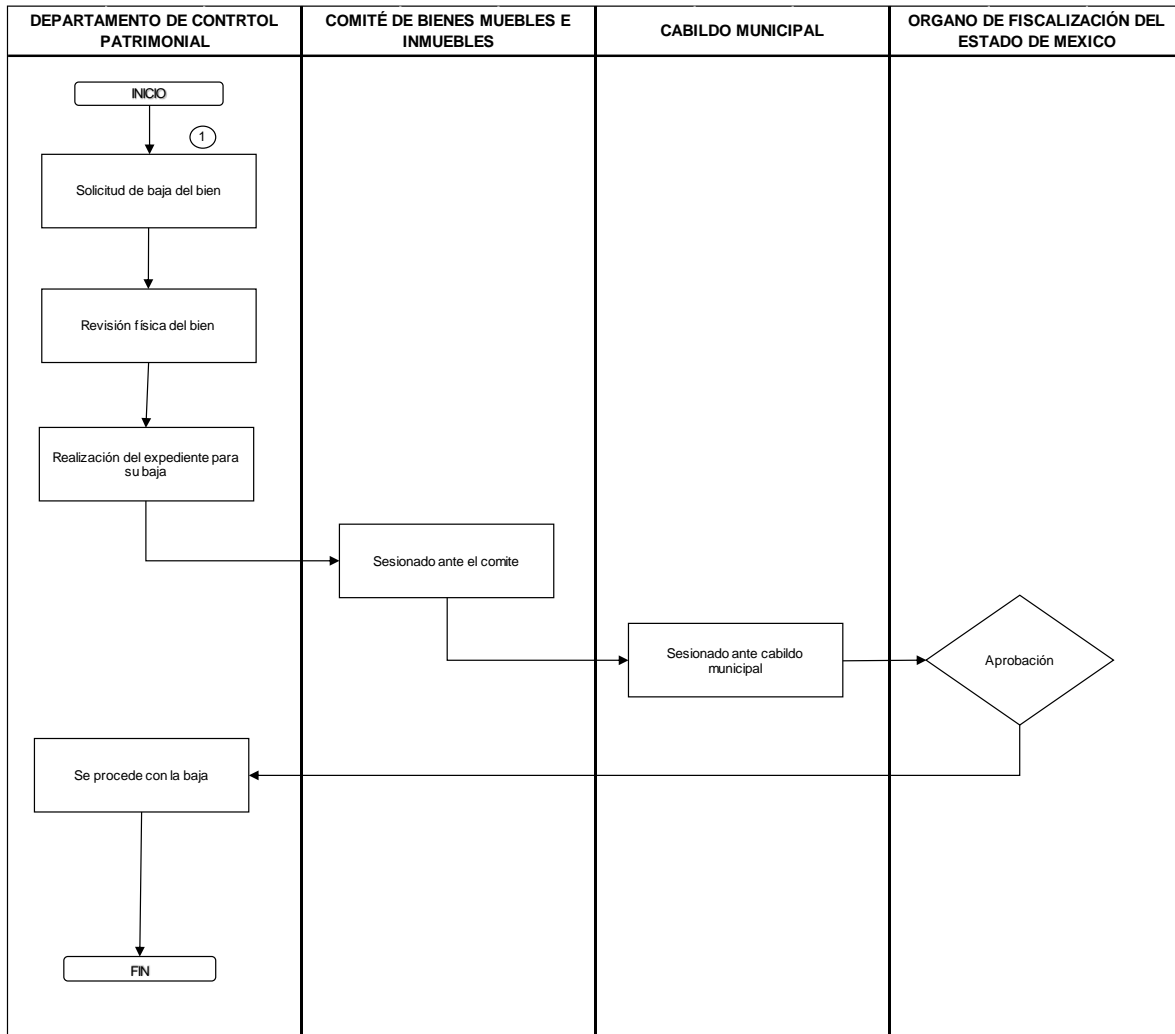 DEPARTAMENTO DE CONTRTOL
PATRIMONIAL
COMITÉ DE BIENES MUEBLES E
INMUEBLES
CABILDO MUNICIPAL
ORGANO DE FISCALIZACIÓN DEL
ESTADO DE MEXICO
INICIO
1
Solicitud de baja del bien
Revisión física del bien
Realización del expediente para
su baja
Sesionado ante el comite
Sesionado ante cabildo
municipal
Aprobación
Se procede con la baja
FIN